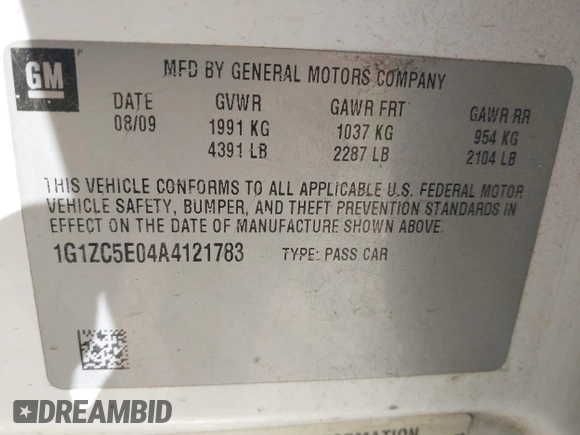 GM
MFD BY GENERAL MOTORS COMPANY
DATE GVWR GAWR FRT GAWR RR
08/09 1991 KG 1037 KG 954 KG
4391 LB 2287 LB 2104 LB
THIS VEHICLE CONFORMS TO ALL APPLICABLE U.S. FEDERAL MOTOR
VEHICLE SAFETY, BUMPER, AND THEFT PREVENTION STANDARDS IN
EFFECT ON THE DATE OF MANUFACTURE SHOWN ABOVE.
1G1ZC5E04A4121783 TYPE: PASS CAR
DREAMBID